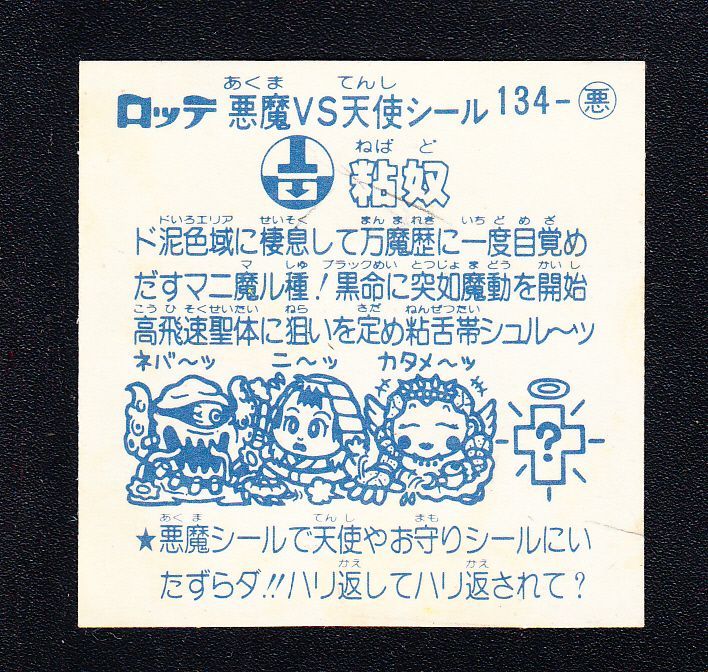 ロッテ 悪魔VS天使シール 134-悪
あくま てんし
ねばど
粘奴
どいろエリア せいそく まんまれき いちどめざ
ド泥色域に棲息して万魔歴に一度目覚め
マ しゅ ブラックめい とつじょまどう かいし
だすマニ魔ル種!黒命に突如魔動を開始
こうひそくせいたい ねら さだ ねんぜつたい
高飛速聖体に狙いを定め粘舌帯シュル〜ッ
ネバ〜ッ ニ〜ッ カタメ〜ッ
?
あくま てんし まも
★悪魔シールで天使やお守りシールにい
かえ かえ
たずらダ!!ハリ返してハリ返されて?